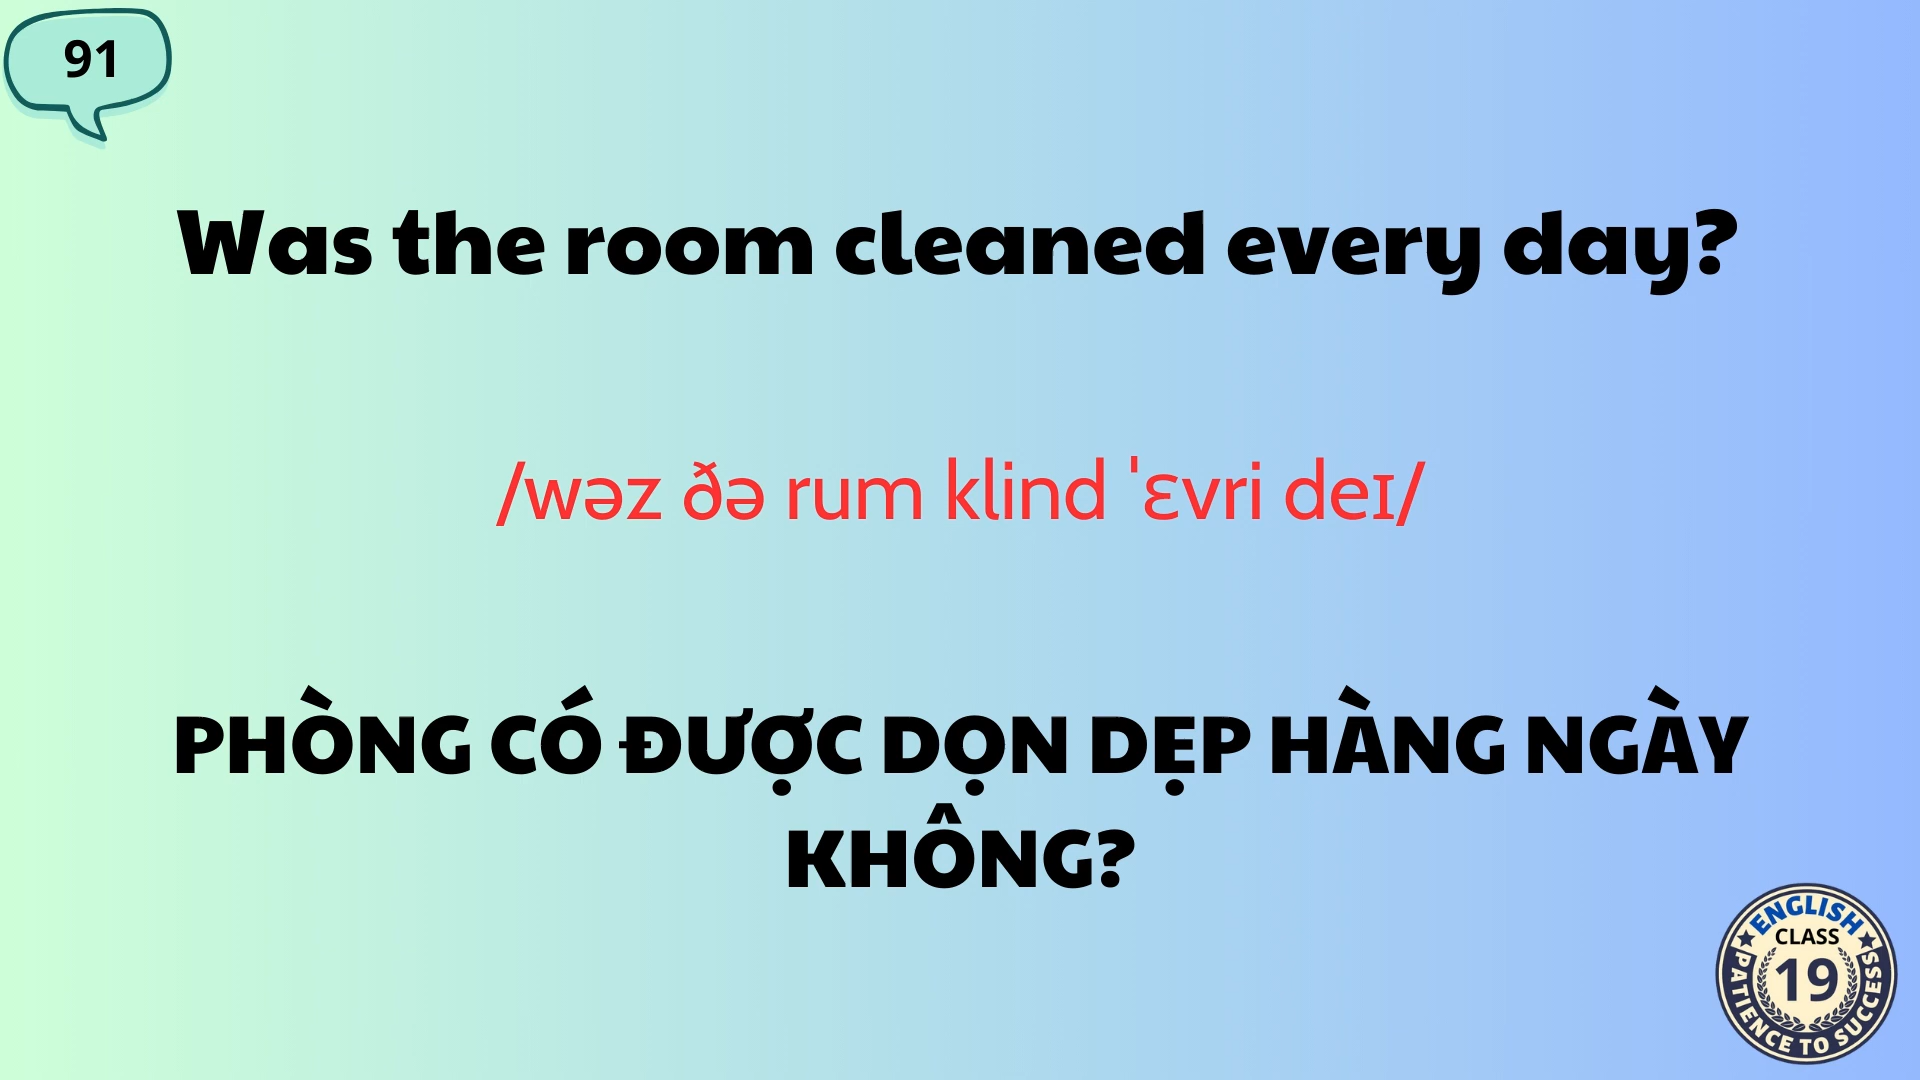 91
Was the room cleaned every day?
/wəz ðə rum klind ˈɛvri deɪ/
PHÒNG CÓ ĐƯỢC DỌN DẸP HÀNG NGÀY
KHÔNG?
ENGLISH
CLASS
19
PATIENCE TO SUCCESS